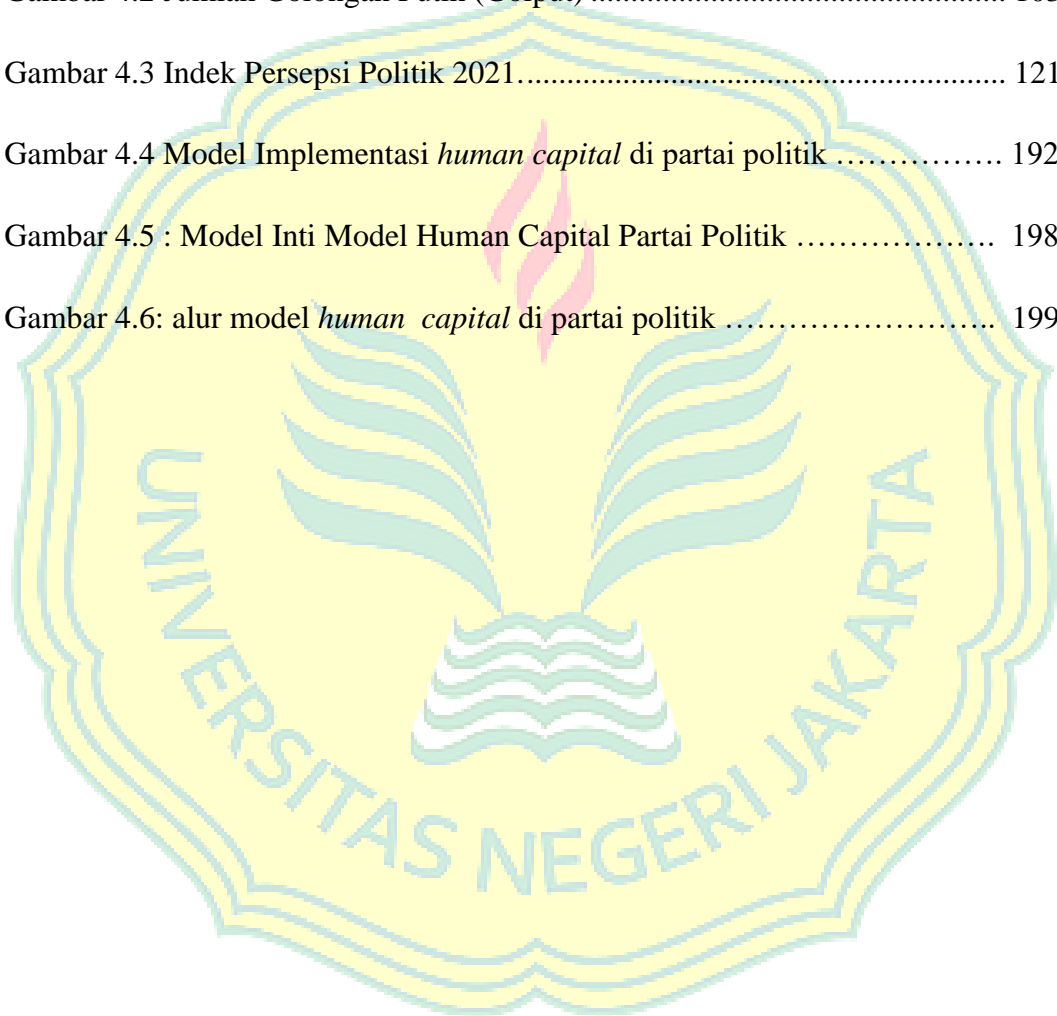 Gambar 4.3 Indek Persepsi Politik 2021……................................................................ 121
Gambar 4.4 Model Implementasi human capital di partai politik ……………. 192
Gambar 4.5 : Model Inti Model Human Capital Partai Politik ………………. 198
Gambar 4.6: alur model human capital di partai politik …………………….. 199
UNIVERSITAS NEGERI JAKARTA